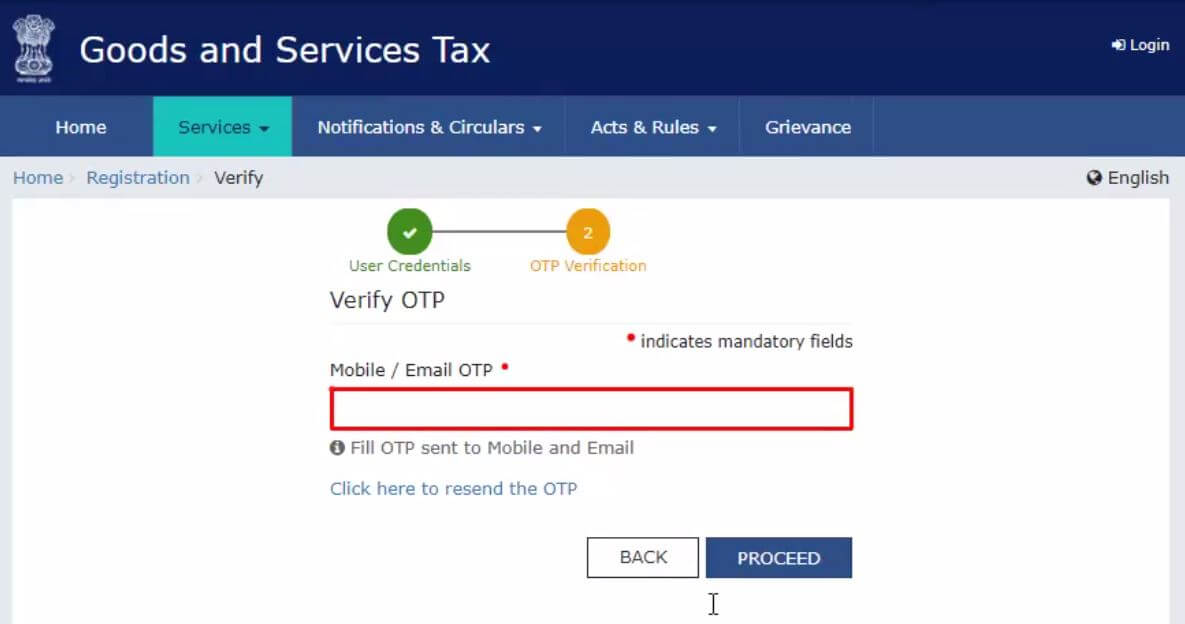 Goods and Services Tax
Login
Home Services Notifications & Circulars Acts & Rules Grievance
Home > Registration > Verify English
2
User Credentials OTP Verification
Verify OTP
• indicates mandatory fields
Mobile / Email OTP •
Fill OTP sent to Mobile and Email
Click here to resend the OTP
BACK PROCEED